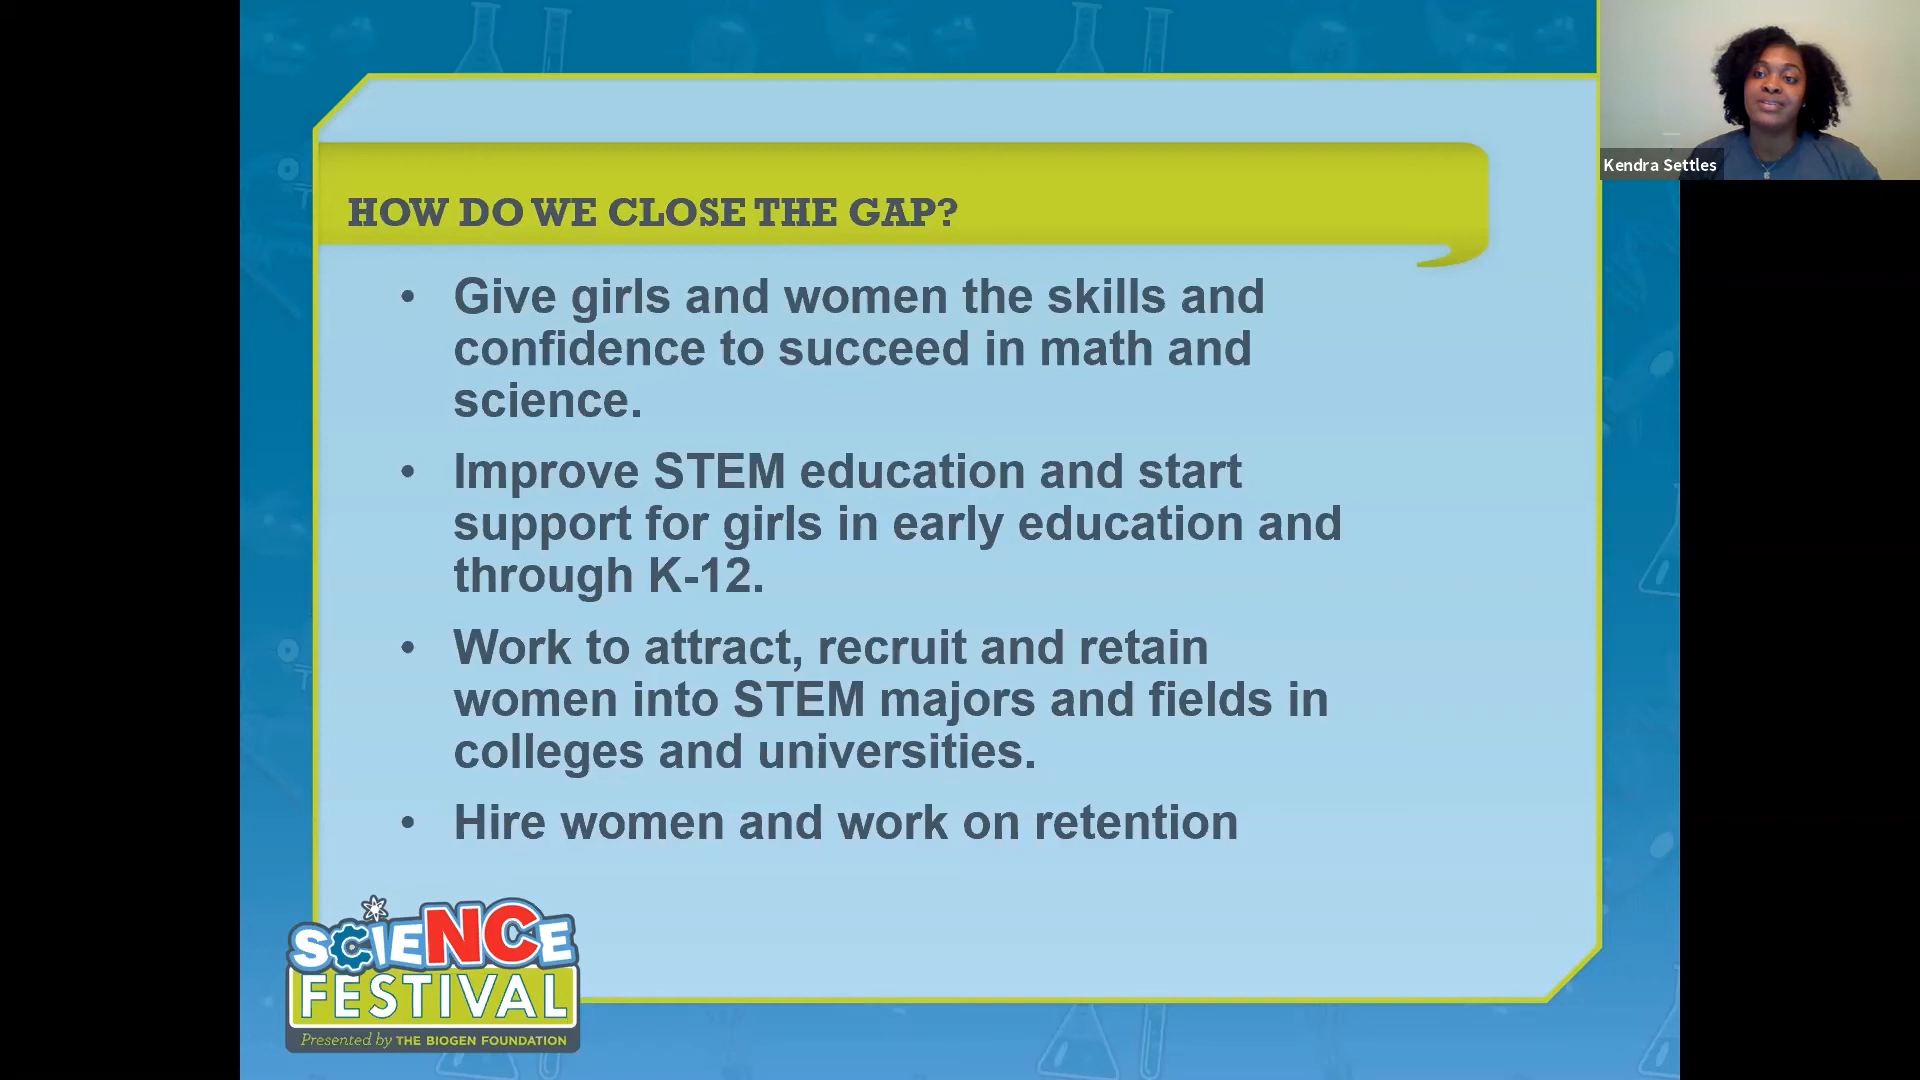 Kendra Settles
HOW DO WE CLOSE THE GAP?
• Give girls and women the skills and
confidence to succeed in math and
science.
• Improve STEM education and start
support for girls in early education and
through K-12.
• Work to attract, recruit and retain
women into STEM majors and fields in
colleges and universities.
• Hire women and work on retention
SCIENCE
FESTIVAL
Presented by THE BIOGEN FOUNDATION